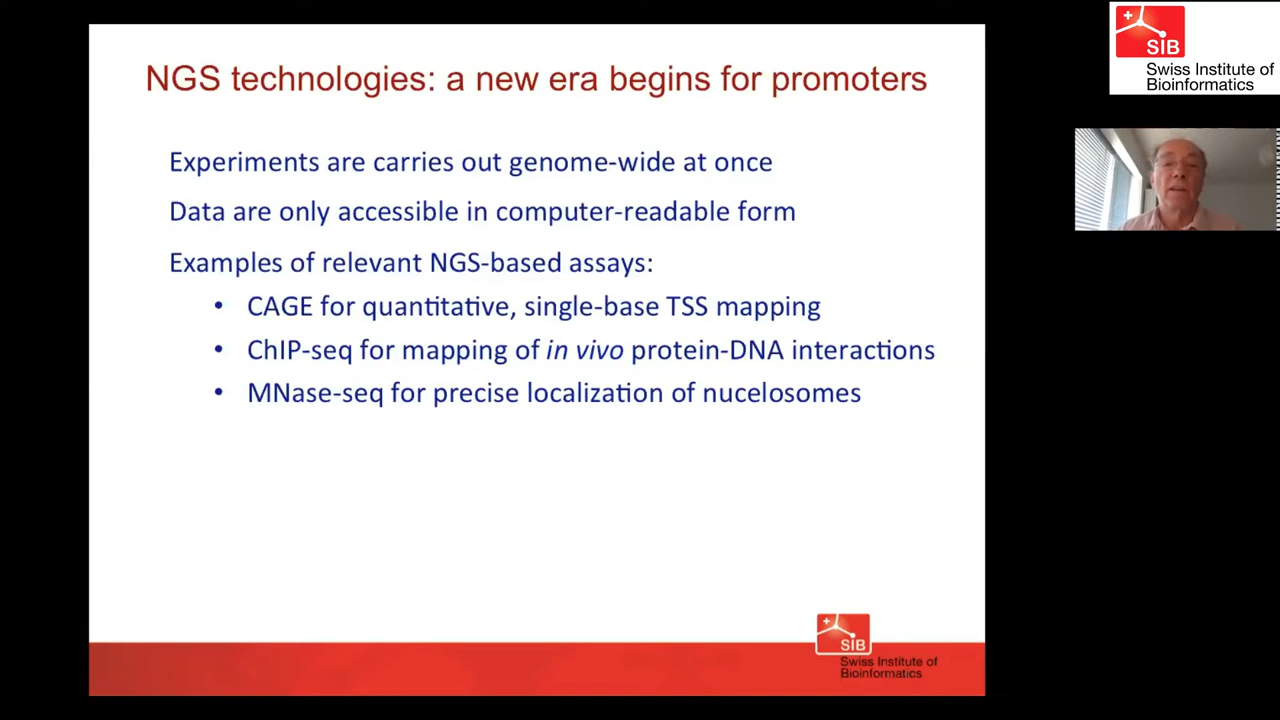 NGS technologies: a new era begins for promoters
Experiments are carries out genome-wide at once
Data are only accessible in computer-readable form
Examples of relevant NGS-based assays:
• CAGE for quantitative, single-base TSS mapping
• ChIP-seq for mapping of in vivo protein-DNA interactions
• MNase-seq for precise localization of nucelosomes
SIB
Swiss Institute of
Bioinformatics
SIB
Swiss Institute of
Bioinformatics